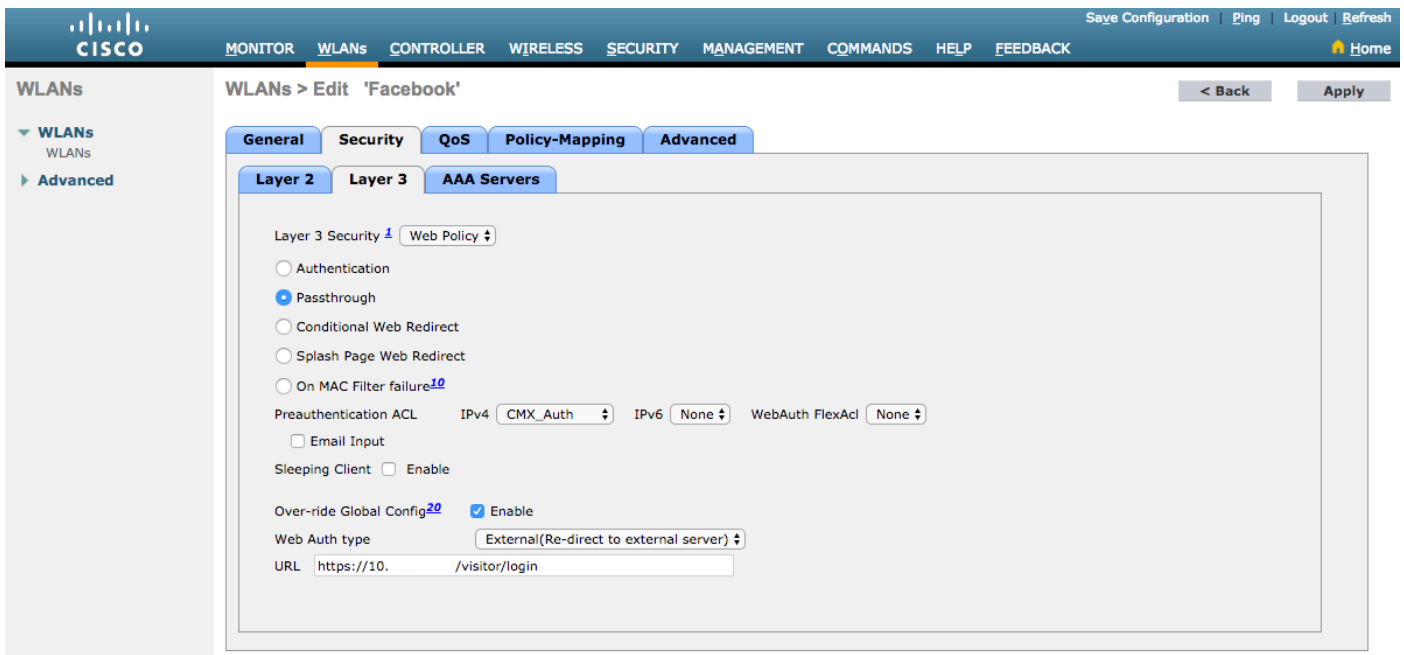 Save Configuration | Ping | Logout | Refresh
CISCO MONITOR WLANs CONTROLLER WIRELESS SECURITY MANAGEMENT COMMANDS HELP FEEDBACK Home
WLANs
WLANs
WLANs
Advanced
WLANs > Edit 'Facebook'
< Back Apply
General Security QoS Policy-Mapping Advanced
Layer 2 Layer 3 AAA Servers
Layer 3 Security 1 Web Policy
Authentication
Passthrough
Conditional Web Redirect
Splash Page Web Redirect
On MAC Filter failure10
Preauthentication ACL IPv4 CMX_Auth IPv6 None WebAuth FlexAcl None
Email Input
Sleeping Client Enable
Over-ride Global Config20 Enable
Web Auth type External(Re-direct to external server)
URL https://10. /visitor/login